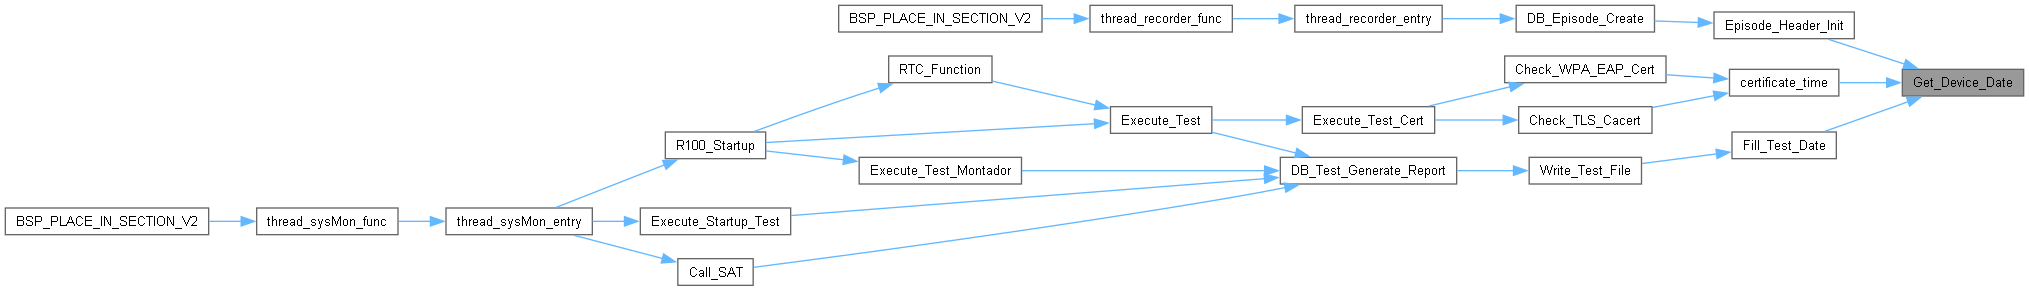 BSP_PLACE_IN_SECTION_V2
thread_recorder_func
thread_recorder_entry
DB_Episode_Create
Episode_Header_Init
RTC_Function
Check_WPA_EAP_Cert
certificate_time
Get_Device_Date
Execute_Test
Execute_Test_Cert
Check_TLS_Cacert
R100_Startup
Fill_Test_Date
Execute_Test_Montador
DB_Test_Generate_Report
Write_Test_File
BSP_PLACE_IN_SECTION_V2
thread_sysMon_func
thread_sysMon_entry
Execute_Startup_Test
Call_SAT